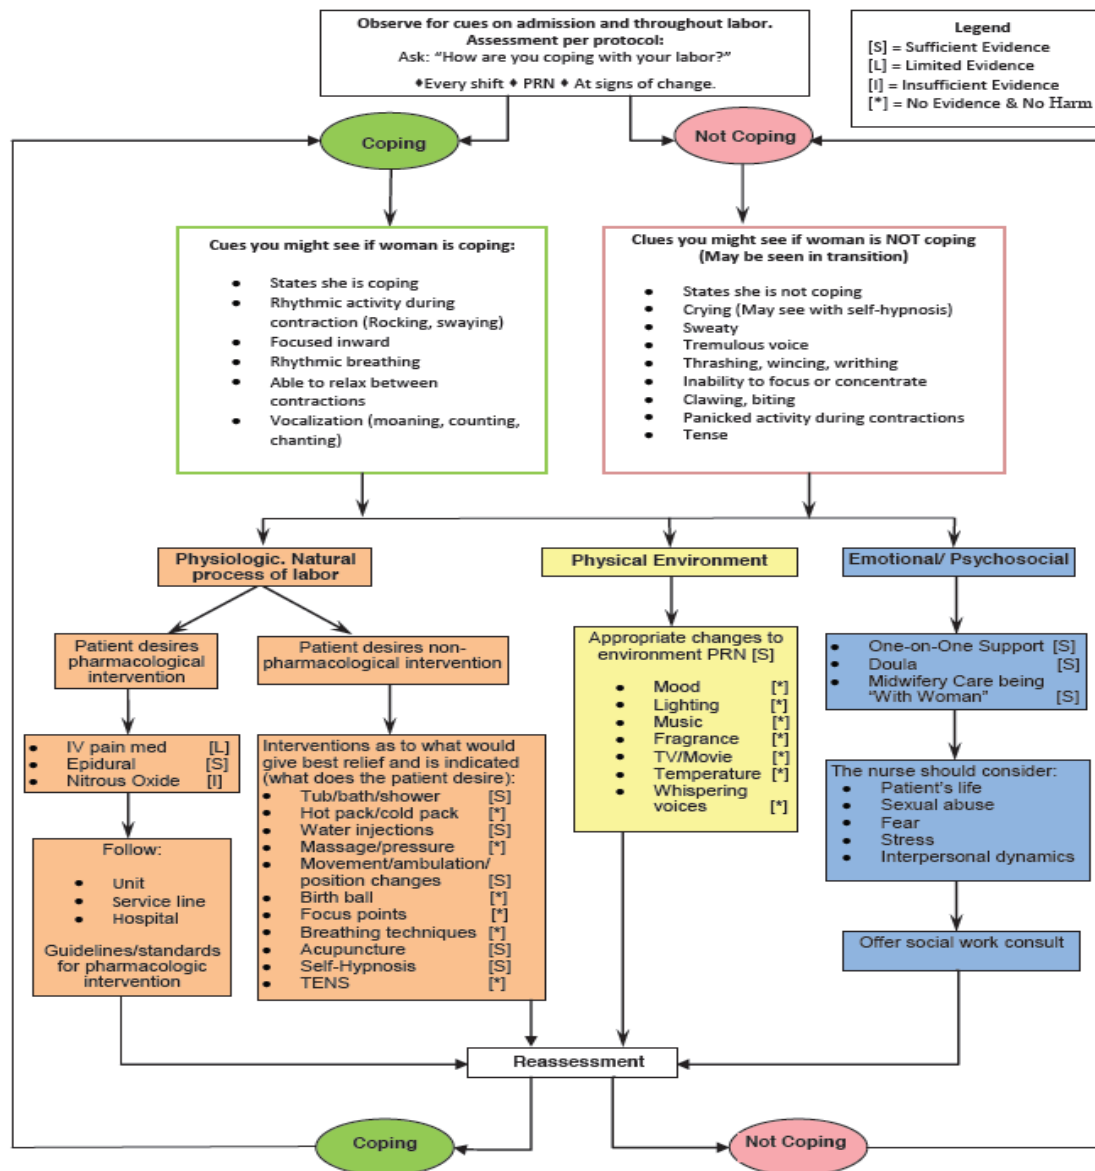 Observe for cues on admission and throughout labor.
Assessment per protocol:
Ask: “How are you coping with your labor?”
♦Every shift ♦ PRN ♦ At signs of change.
Legend
[S] = Sufficient Evidence
[L] = Limited Evidence
[I] = Insufficient Evidence
[*] = No Evidence & No Harm
Coping
Not Coping
Cues you might see if woman is coping:
• States she is coping
• Rhythmic activity during
contraction (Rocking, swaying)
• Focused inward
• Rhythmic breathing
• Able to relax between
contractions
• Vocalization (moaning, counting,
chanting)
Clues you might see if woman is NOT coping
(May be seen in transition)
• States she is not coping
• Crying (May see with self-hypnosis)
• Sweaty
• Tremulous voice
• Thrashing, wincing, writhing
• Inability to focus or concentrate
• Clawing, biting
• Panicked activity during contractions
• Tense
Physiologic. Natural
process of labor
Physical Environment
Emotional/ Psychosocial
Patient desires
pharmacological
intervention
Patient desires non-
pharmacological intervention
• IV pain med [L]
• Epidural [S]
• Nitrous Oxide [I]
Follow:
• Unit
• Service line
• Hospital
Guidelines/standards
for pharmacologic
intervention
Interventions as to what would
give best relief and is indicated
(what does the patient desire):
• Tub/bath/shower [S]
• Hot pack/cold pack [*]
• Water injections [S]
• Massage/pressure [*]
• Movement/ambulation/
position changes [S]
• Birth ball [*]
• Focus points [*]
• Breathing techniques [*]
• Acupuncture [S]
• Self-Hypnosis [S]
• TENS [*]
Appropriate changes to
environment PRN [S]
• Mood [*]
• Lighting [*]
• Music [*]
• Fragrance [*]
• TV/Movie [*]
• Temperature [*]
• Whispering
voices [*]
• One-on-One Support [S]
• Doula [S]
• Midwifery Care being
“With Woman” [S]
The nurse should consider:
• Patient's life
• Sexual abuse
• Fear
• Stress
• Interpersonal dynamics
Offer social work consult
Reassessment
Coping
Not Coping